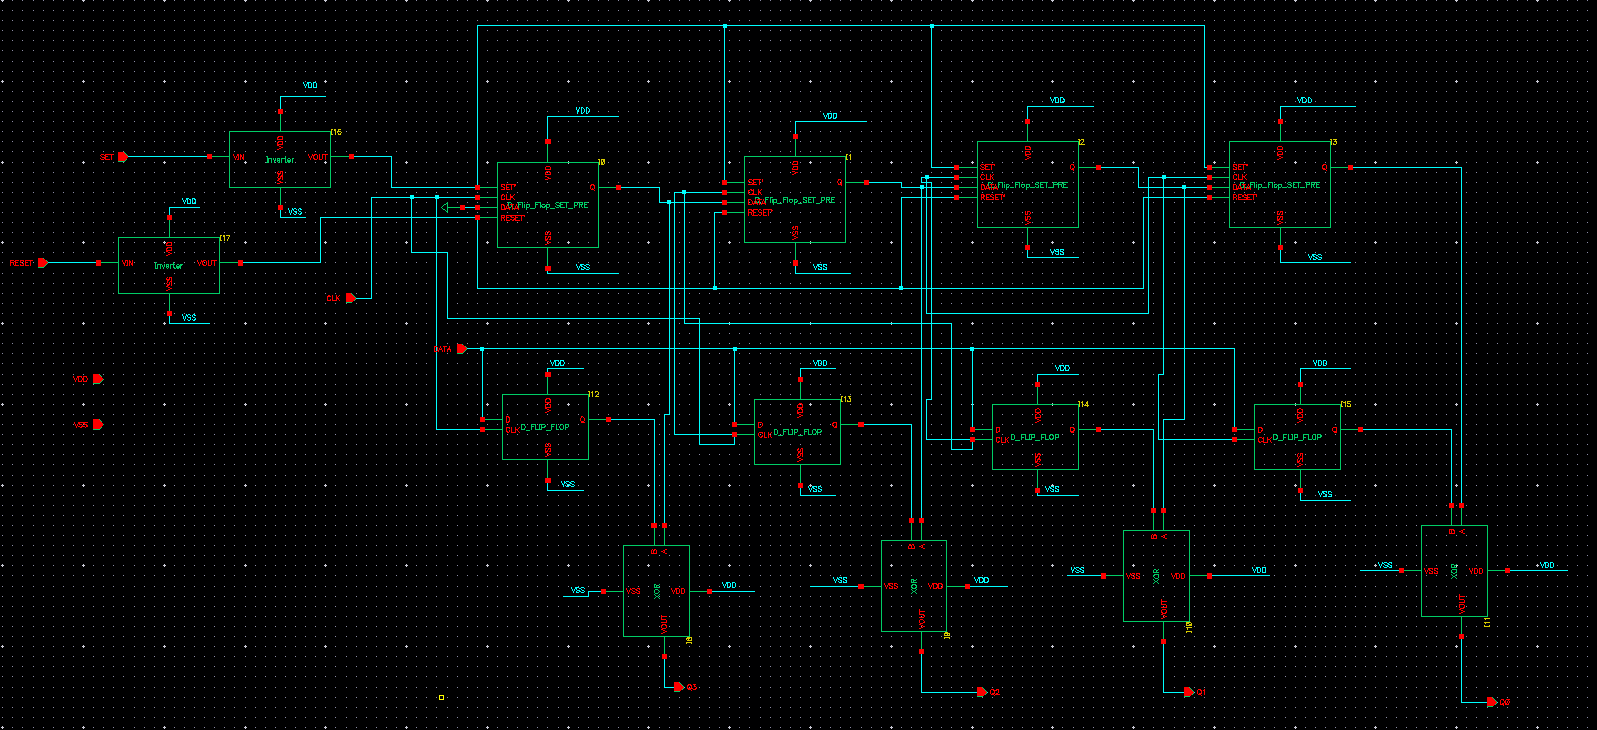 VDD
I16
SET
VIN
VDD
Inverter
VOUT
VSS
VSS
VDD
I17
RESET
VIN
VDD
Inverter
VOUT
VSS
VSS
CLK
VDD
VSS
VDD
I0
VDD
SET
CLK
Flip_Flop_SET_PRE
RESET
Q
VSS
VSS
VDD
I1
VDD
SET
CLK
D_Flip_Flop_SET_PRE
RESET
Q
VSS
VSS
VDD
I2
VDD
SET
CLK
D_Flip_Flop_SET_PRE
RESET
Q
VSS
VSS
VDD
I3
VDD
SET
CLK
D_Flip_Flop_SET_PRE
RESET
Q
VSS
VSS
DATA
VDD
I12
VDD
D
CLK
D_FLIP_FLOP
Q
VSS
VSS
VDD
I13
VDD
D
CLK
D_FLIP_FLOP
Q
VSS
VSS
VDD
I14
VDD
D
CLK
D_FLIP_FLOP
Q
VSS
VSS
VDD
I15
VDD
D
CLK
D_FLIP_FLOP
Q
VSS
VSS
B A
VSS
VSS
XOR
VDD
VDD
VOUT
Q3
B A
VSS
VSS
XOR
VDD
VDD
VOUT
Q2
B A
VSS
VSS
XOR
VDD
VDD
VOUT
I10
Q1
B A
VSS
VSS
XOR
VDD
VDD
VOUT
I11
Q0